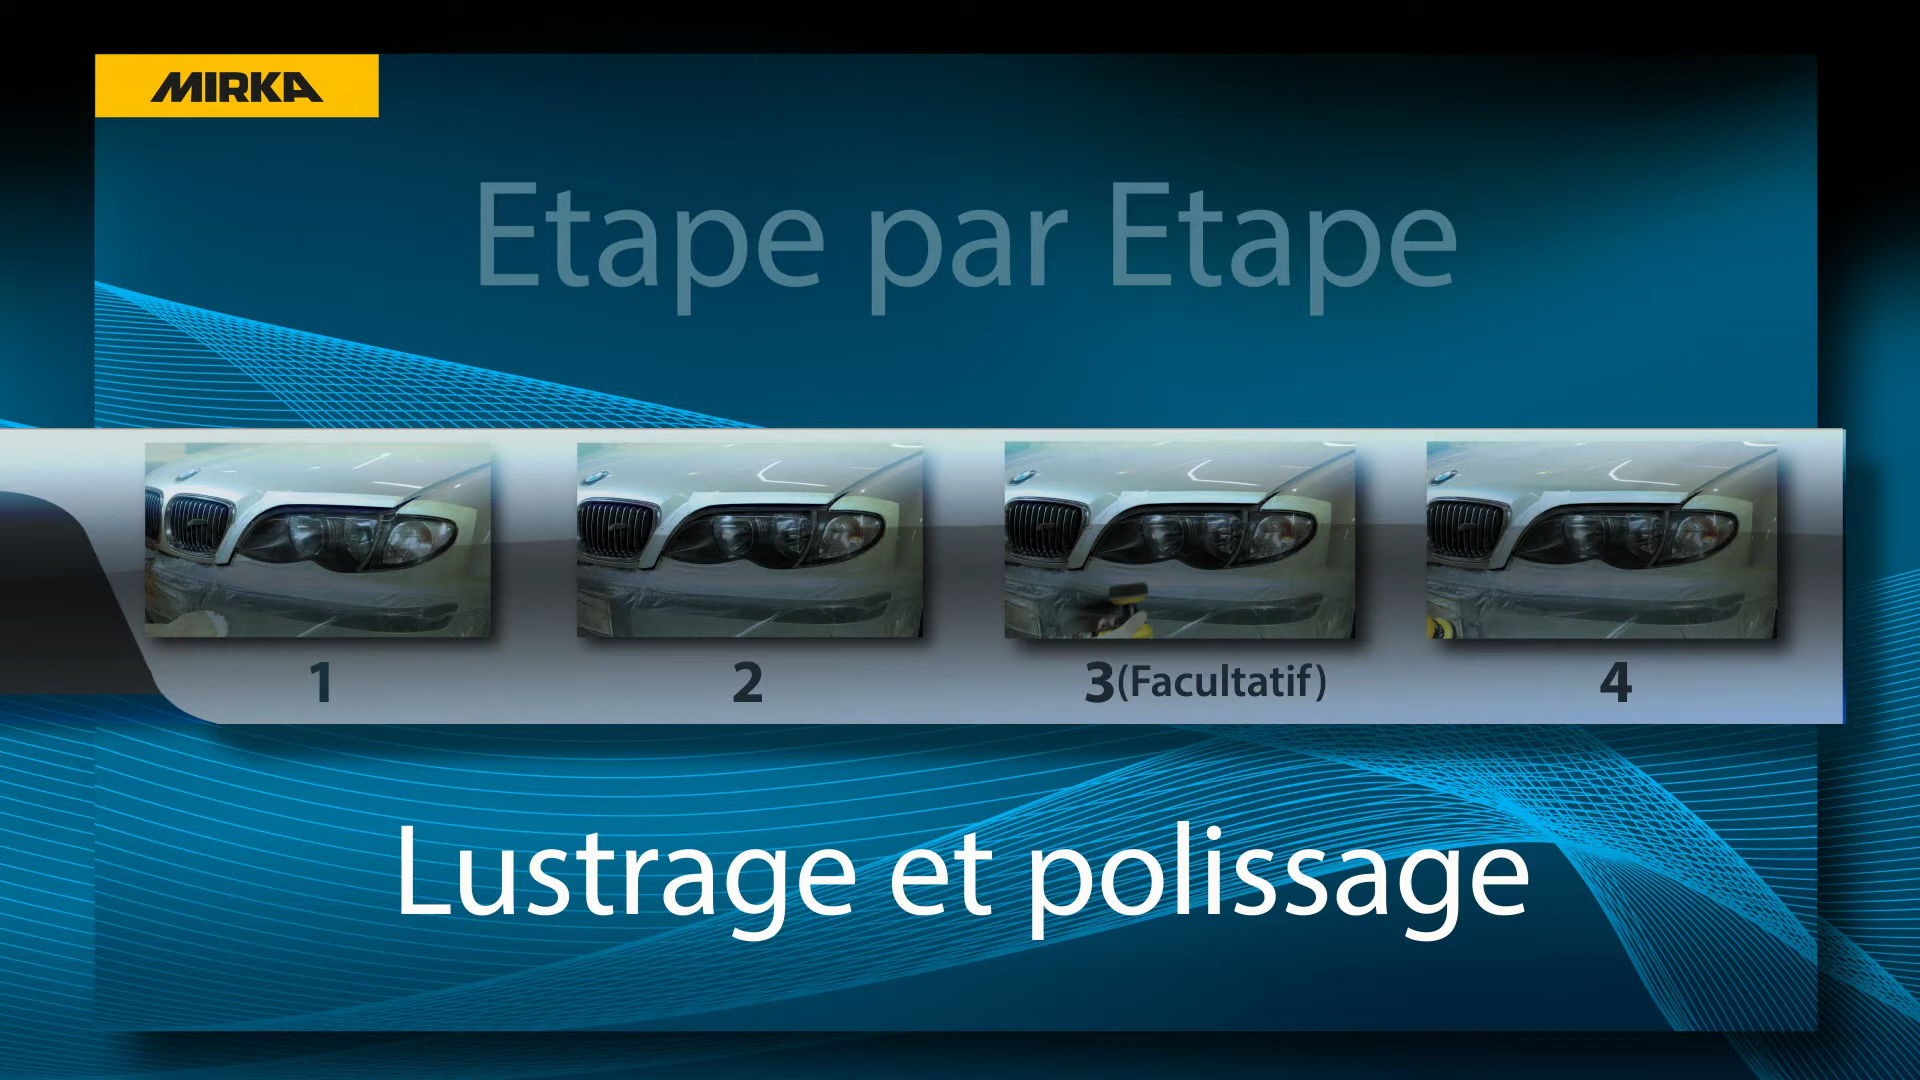 MIRKA
Etape par Etape
1
2
3(Facultatif)
4
Lustrage et polissage